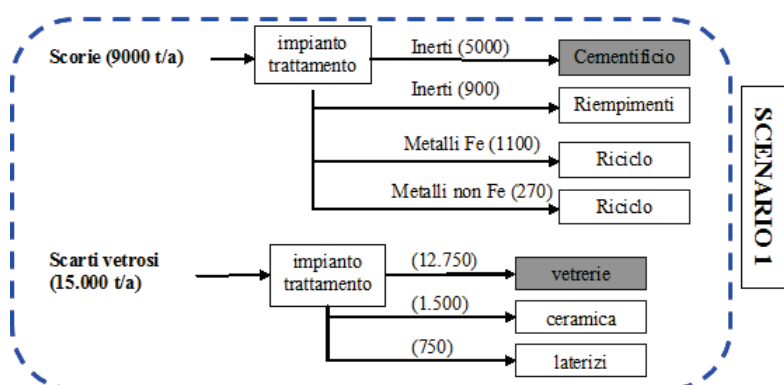 impianto
trattamento
Scorie (9000 t/a)
Inerti (5000)
Cementificio
Inerti (900)
Riempimenti
Metalli Fe (1100)
Riciclo
Metalli non Fe (270)
Riciclo
Scarti vetrosi
(15.000 t/a)
impianto
trattamento
(12.750)
vetrerie
(1.500)
ceramica
(750)
laterizi
SCENARIO 1